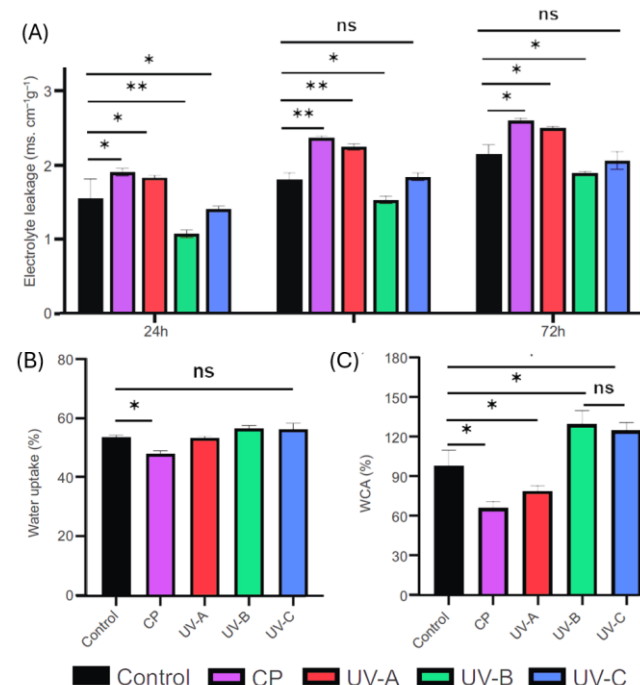 (A)
ns
ns
*
*
*
**
**
*
*
**
*
*
Electrolyte leakage (ms. cm⁻¹g⁻¹)
3
2
1
0
24h
72h
(B)
(C)
Water uptake (%)
80
60
40
20
0
ns
*
Control
CP
UV-A
UV-B
UV-C
WCA (%)
180
150
120
90
60
30
0
*
ns
*
*
Control
CP
UV-A
UV-B
UV-C
Control CP UV-A UV-B UV-C